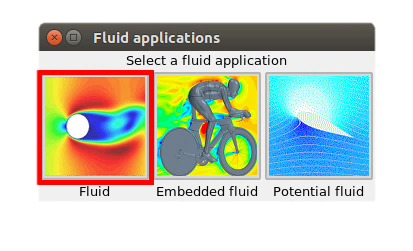 Fluid applications
Select a fluid application
Fluid
Embedded fluid
Potential fluid